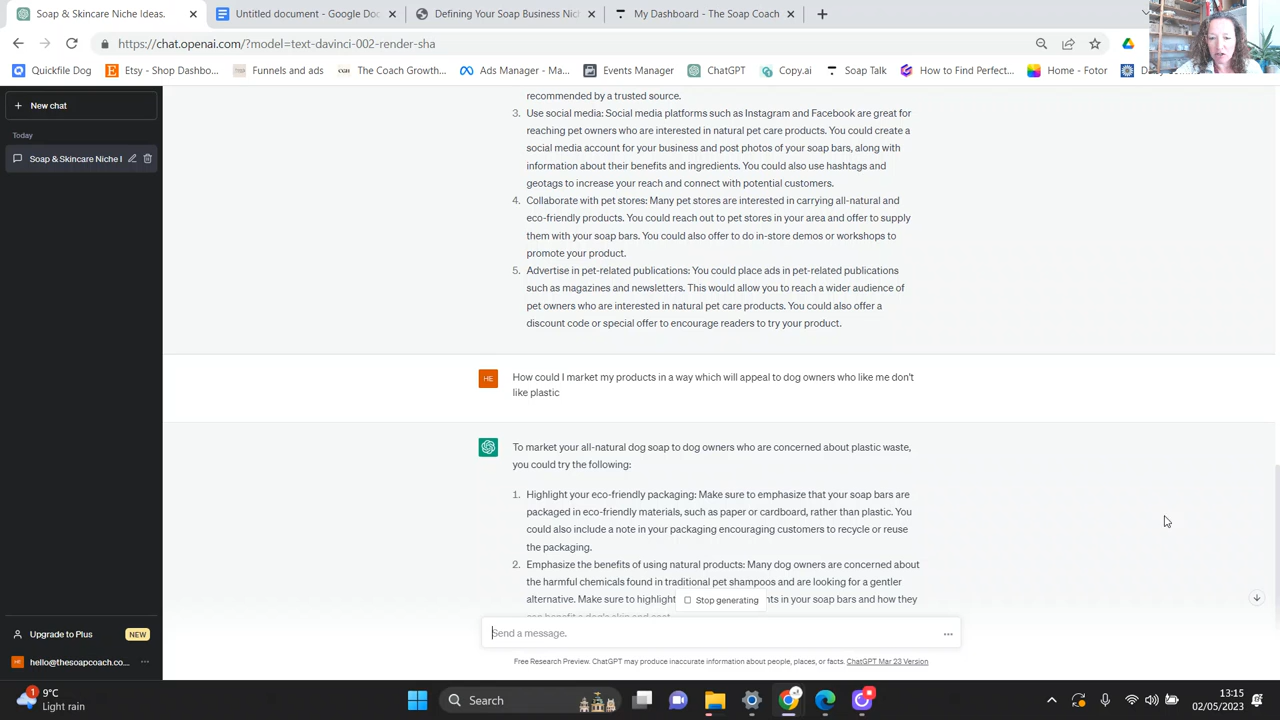 Soap & Skincare Niche Ideas.
Untitled document - Google Doc
Defining Your Soap Business Nich
My Dashboard - The Soap Coach
https://chat.openai.com/?model=text-davinci-002-render-sha
Quickfile Dog
Etsy - Shop Dashbo...
Funnels and ads
The Coach Growth...
Ads Manager - Ma...
Events Manager
ChatGPT
Copy.ai
Soap Talk
How to Find Perfect...
Home - Fotor
New chat
Today
Soap & Skincare Niche I
recommended by a trusted source.
3. Use social media: Social media platforms such as Instagram and Facebook are great for
reaching pet owners who are interested in natural pet care products. You could create a
social media account for your business and post photos of your soap bars, along with
information about their benefits and ingredients. You could also use hashtags and
geotags to increase your reach and connect with potential customers.
4. Collaborate with pet stores: Many pet stores are interested in carrying all-natural and
eco-friendly products. You could reach out to pet stores in your area and offer to supply
them with your soap bars. You could also offer to do in-store demos or workshops to
promote your product.
5. Advertise in pet-related publications: You could place ads in pet-related publications
such as magazines and newsletters. This would allow you to reach a wider audience of
pet owners who are interested in natural pet care products. You could also offer a
discount code or special offer to encourage readers to try your product.
HE
How could I market my products in a way which will appeal to dog owners who like me don't
like plastic
To market your all-natural dog soap to dog owners who are concerned about plastic waste,
you could try the following:
1. Highlight your eco-friendly packaging: Make sure to emphasize that your soap bars are
packaged in eco-friendly materials, such as paper or cardboard, rather than plastic. You
could also include a note in your packaging encouraging customers to recycle or reuse
the packaging.
2. Emphasize the benefits of using natural products: Many dog owners are concerned about
the harmful chemicals found in traditional pet shampoos and are looking for a gentler
alternative. Make sure to highlight
Stop generating
nts in your soap bars and how they
can benefit a dog's skin and coat.
Send a message.
Free Research Preview. ChatGPT may produce inaccurate information about people, places, or facts. ChatGPT Mar 23 Version
Upgrade to Plus
NEW
HE
hello@thesoapcoach.co...
1
9°C
Light rain
Search
13:15
02/05/2023